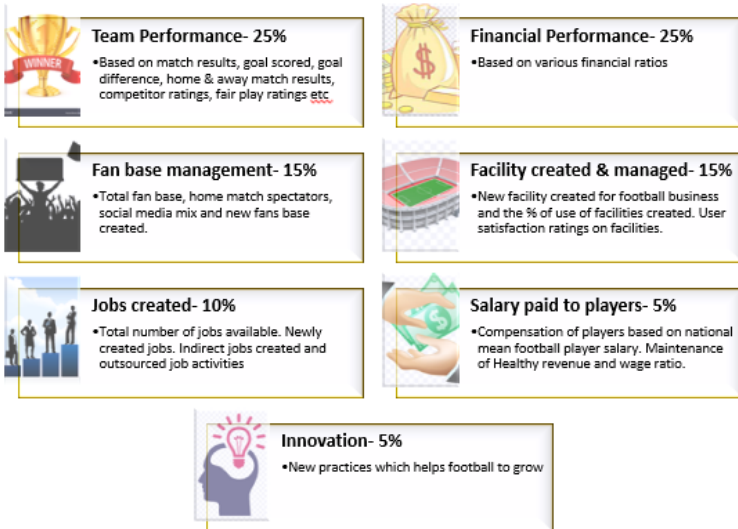 WINNER
Team Performance- 25%
•Based on match results, goal scored, goal
difference, home & away match results,
competitor ratings, fair play ratings etc
$
Financial Performance- 25%
•Based on various financial ratios
Fan base management- 15%
•Total fan base, home match spectators,
social media mix and new fans base
created.
Facility created & managed- 15%
•New facility created for football business
and the % of use of facilities created. User
satisfaction ratings on facilities.
Jobs created- 10%
•Total number of jobs available. Newly
created jobs. Indirect jobs created and
outsourced job activities
$
Salary paid to players- 5%
•Compensation of players based on national
mean football player salary. Maintenance
of Healthy revenue and wage ratio.
Innovation- 5%
•New practices which helps football to grow